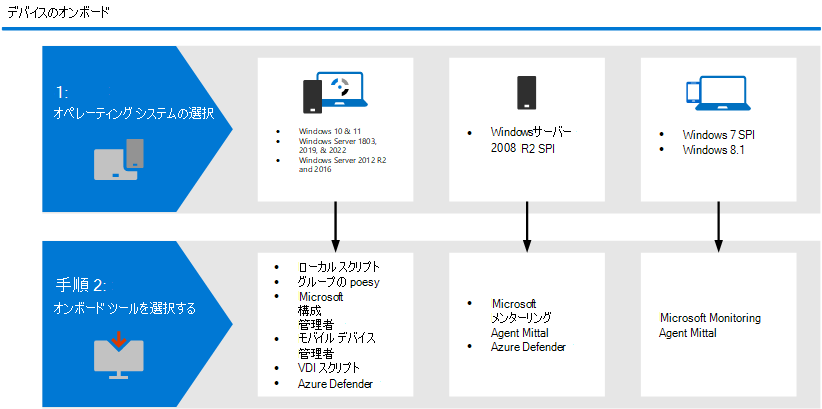 デバイスのオンボード
1:
オペレーティング システムの選択
• Windows 10 & 11
• Windows Server 1803,
2019, & 2022
• Windows Server 2012 R2
and 2016
• Windowsサーバー
2008 R2 SPI
• Windows 7 SPI
• Windows 8.1
手順 2:
オンボード ツールを選択する
• ローカル スクリプト
• グループの poesy
• Microsoft
構成
管理者
• モバイル デバイス
管理者
• VDI スクリプト
• Azure Defender
• Microsoft
メンターリング
Agent Mittal
• Azure Defender
Microsoft Monitoring
Agent Mittal